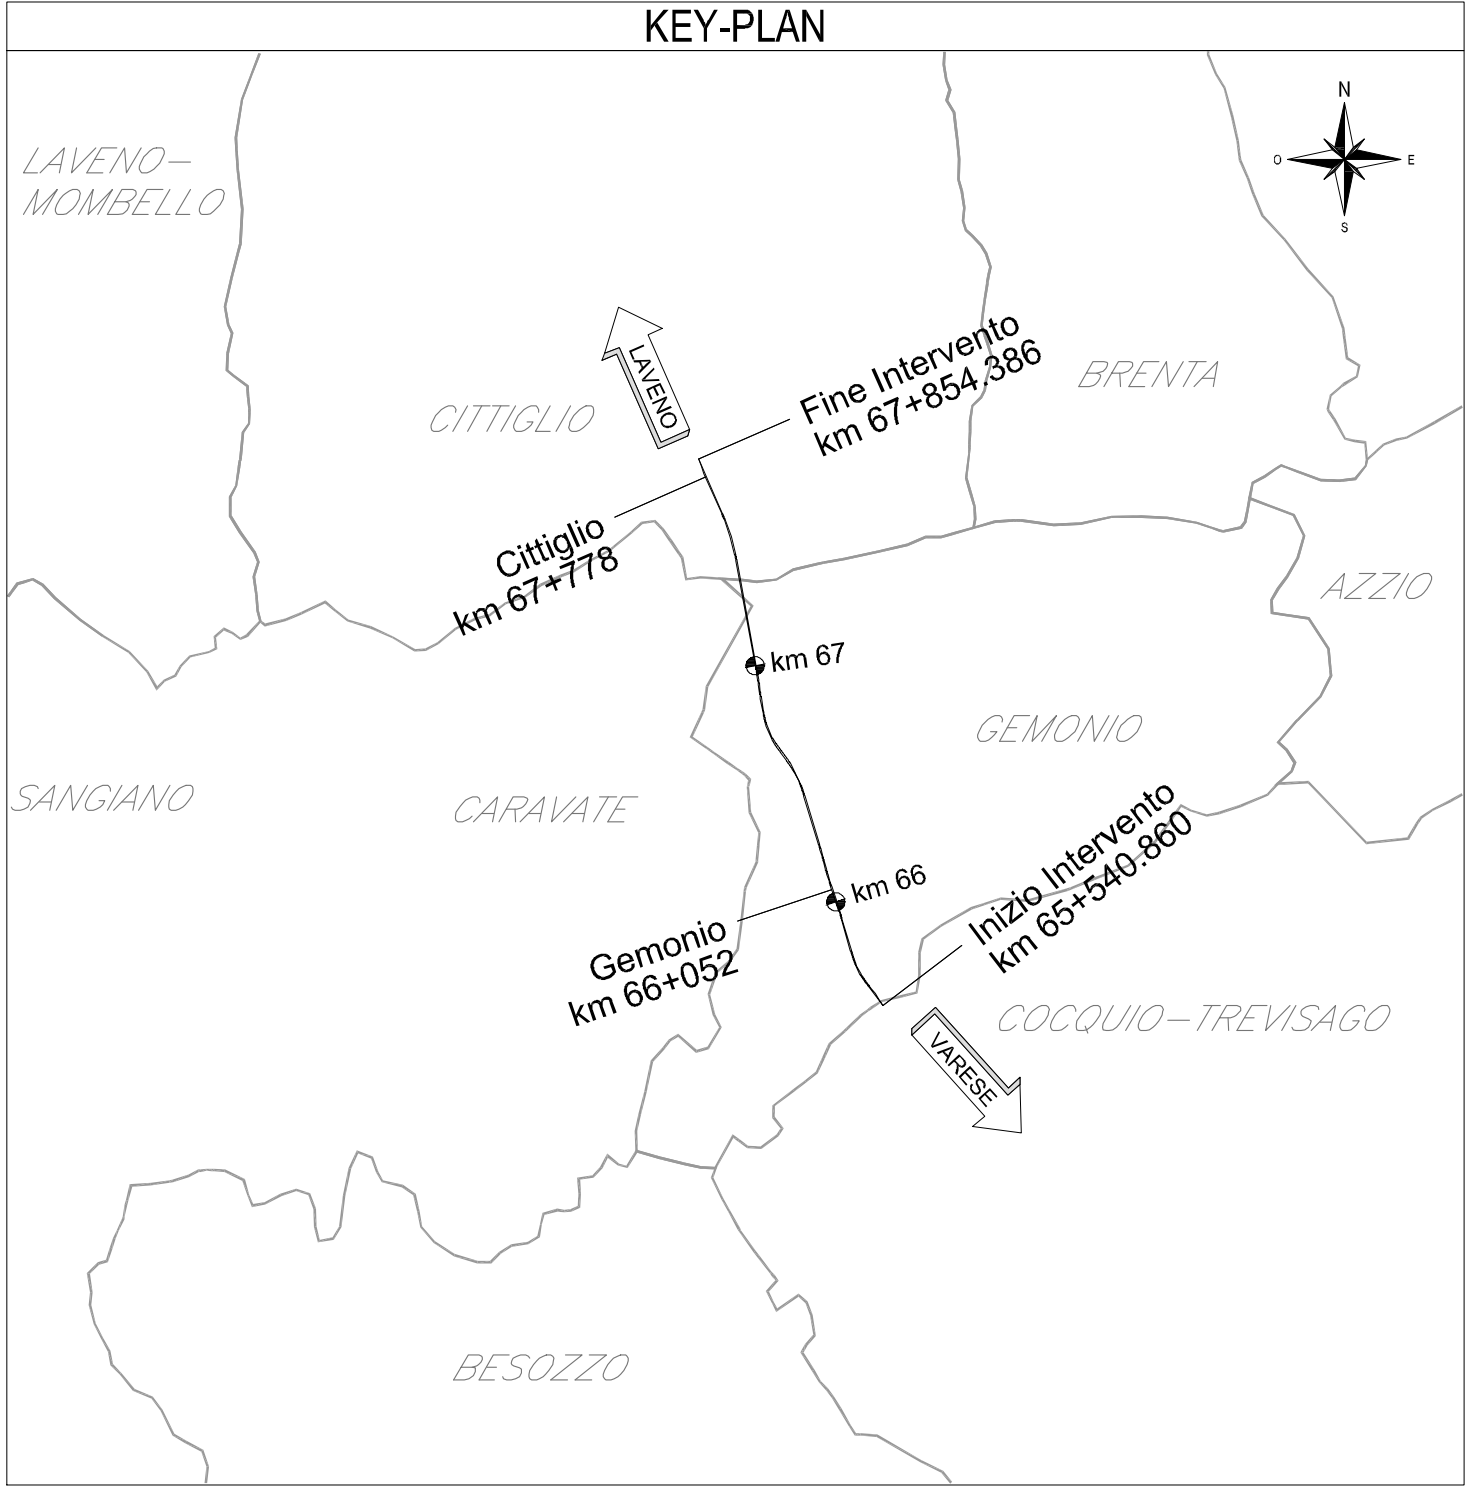 KEY-PLAN
N
O
E
S
LAVENO-
MOMBELLO
LAVENO
Fine Intervento
km 67+854.386
BRENTA
CITTIGLIO
Cittiglio
km 67+778
AZZIO
km 67
GEMONIO
SANGIANO
CARAVATE
Inizio Intervento
km 65+540.860
km 66
Gemonio
km 66+052
COCQUIO-TREVISAGO
VARESE
BESOZZO